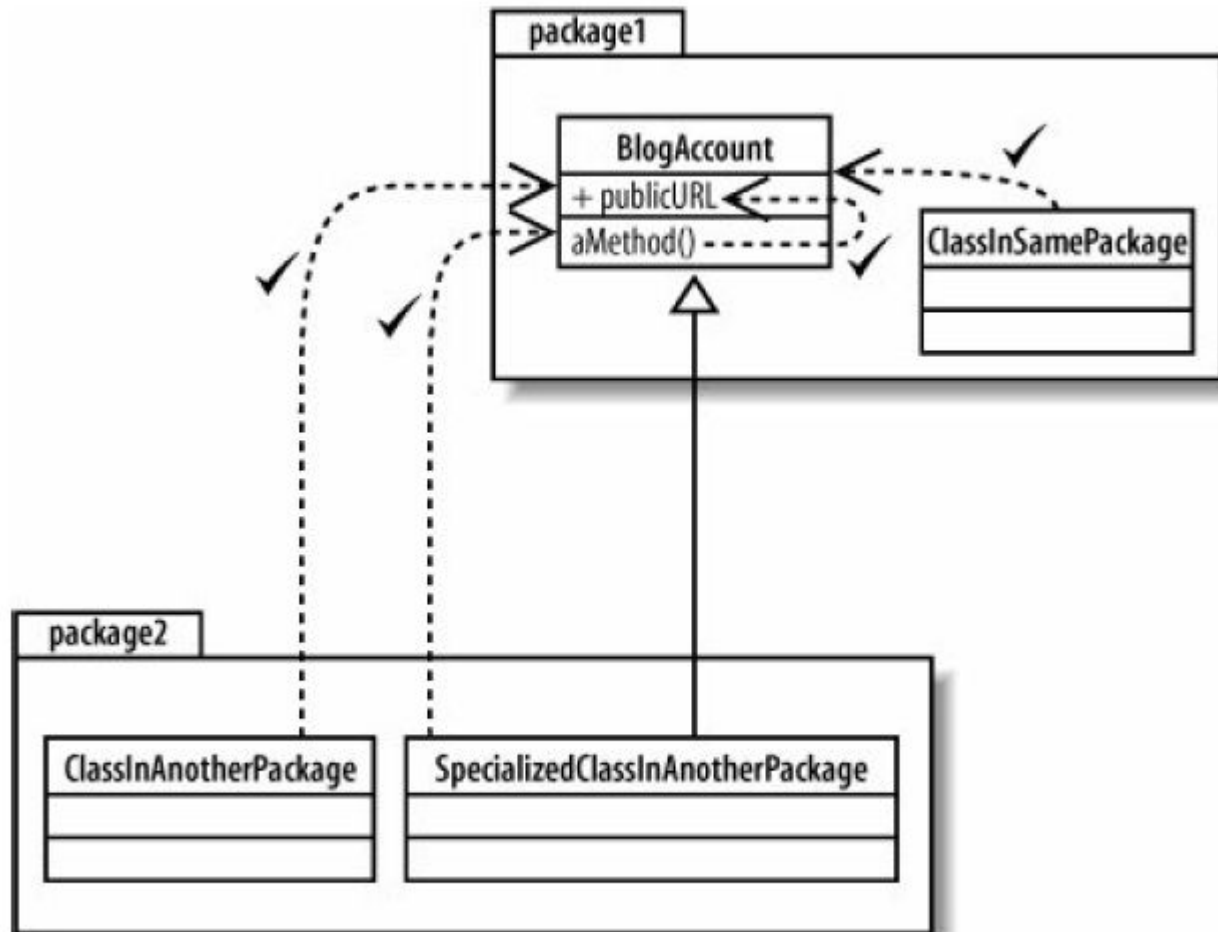 package1
BlogAccount
+ publicURL
aMethod()
ClassInSamePackage
package2
ClassInAnotherPackage
SpecializedClassInAnotherPackage